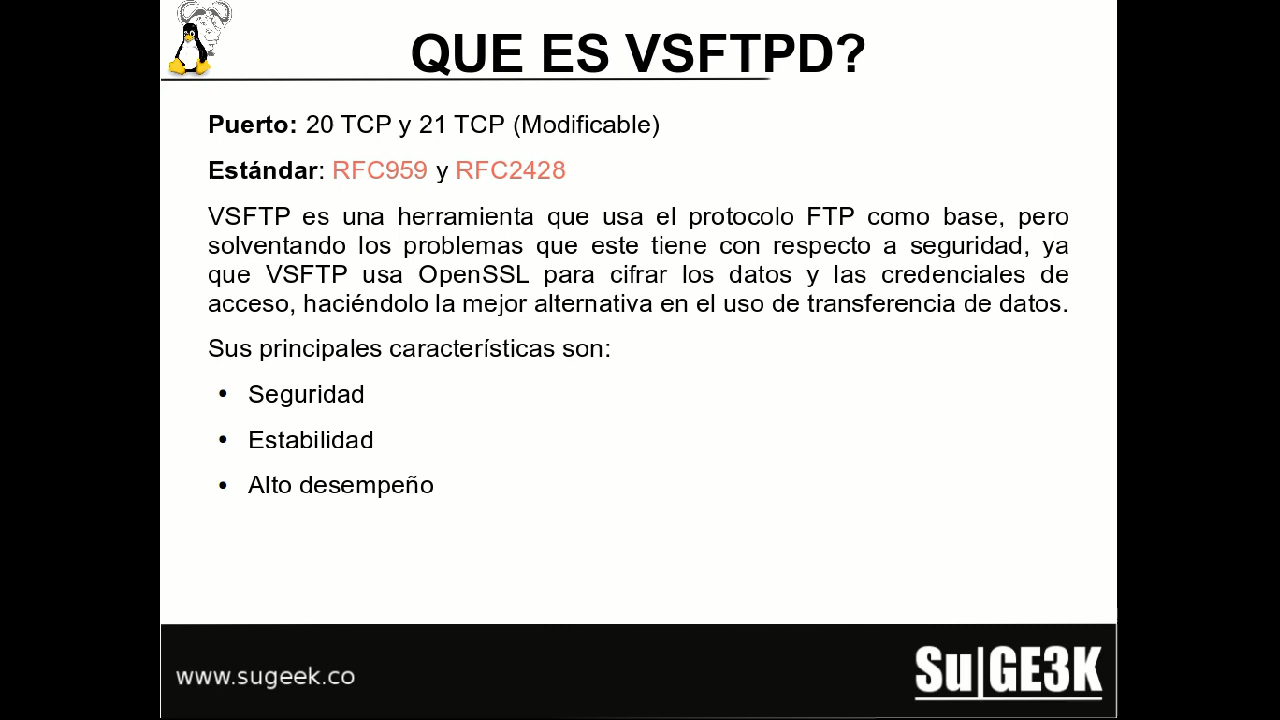 QUE ES VSFTPD?
Puerto: 20 TCP y 21 TCP (Modificable)
Estándar: RFC959 y RFC2428
VSFTP es una herramienta que usa el protocolo FTP como base, pero
solventando los problemas que este tiene con respecto a seguridad, ya
que VSFTP usa OpenSSL para cifrar los datos y las credenciales de
acceso, haciéndolo la mejor alternativa en el uso de transferencia de datos.
Sus principales características son:
• Seguridad
• Estabilidad
• Alto desempeño
www.sugeek.co
Su|GE3K